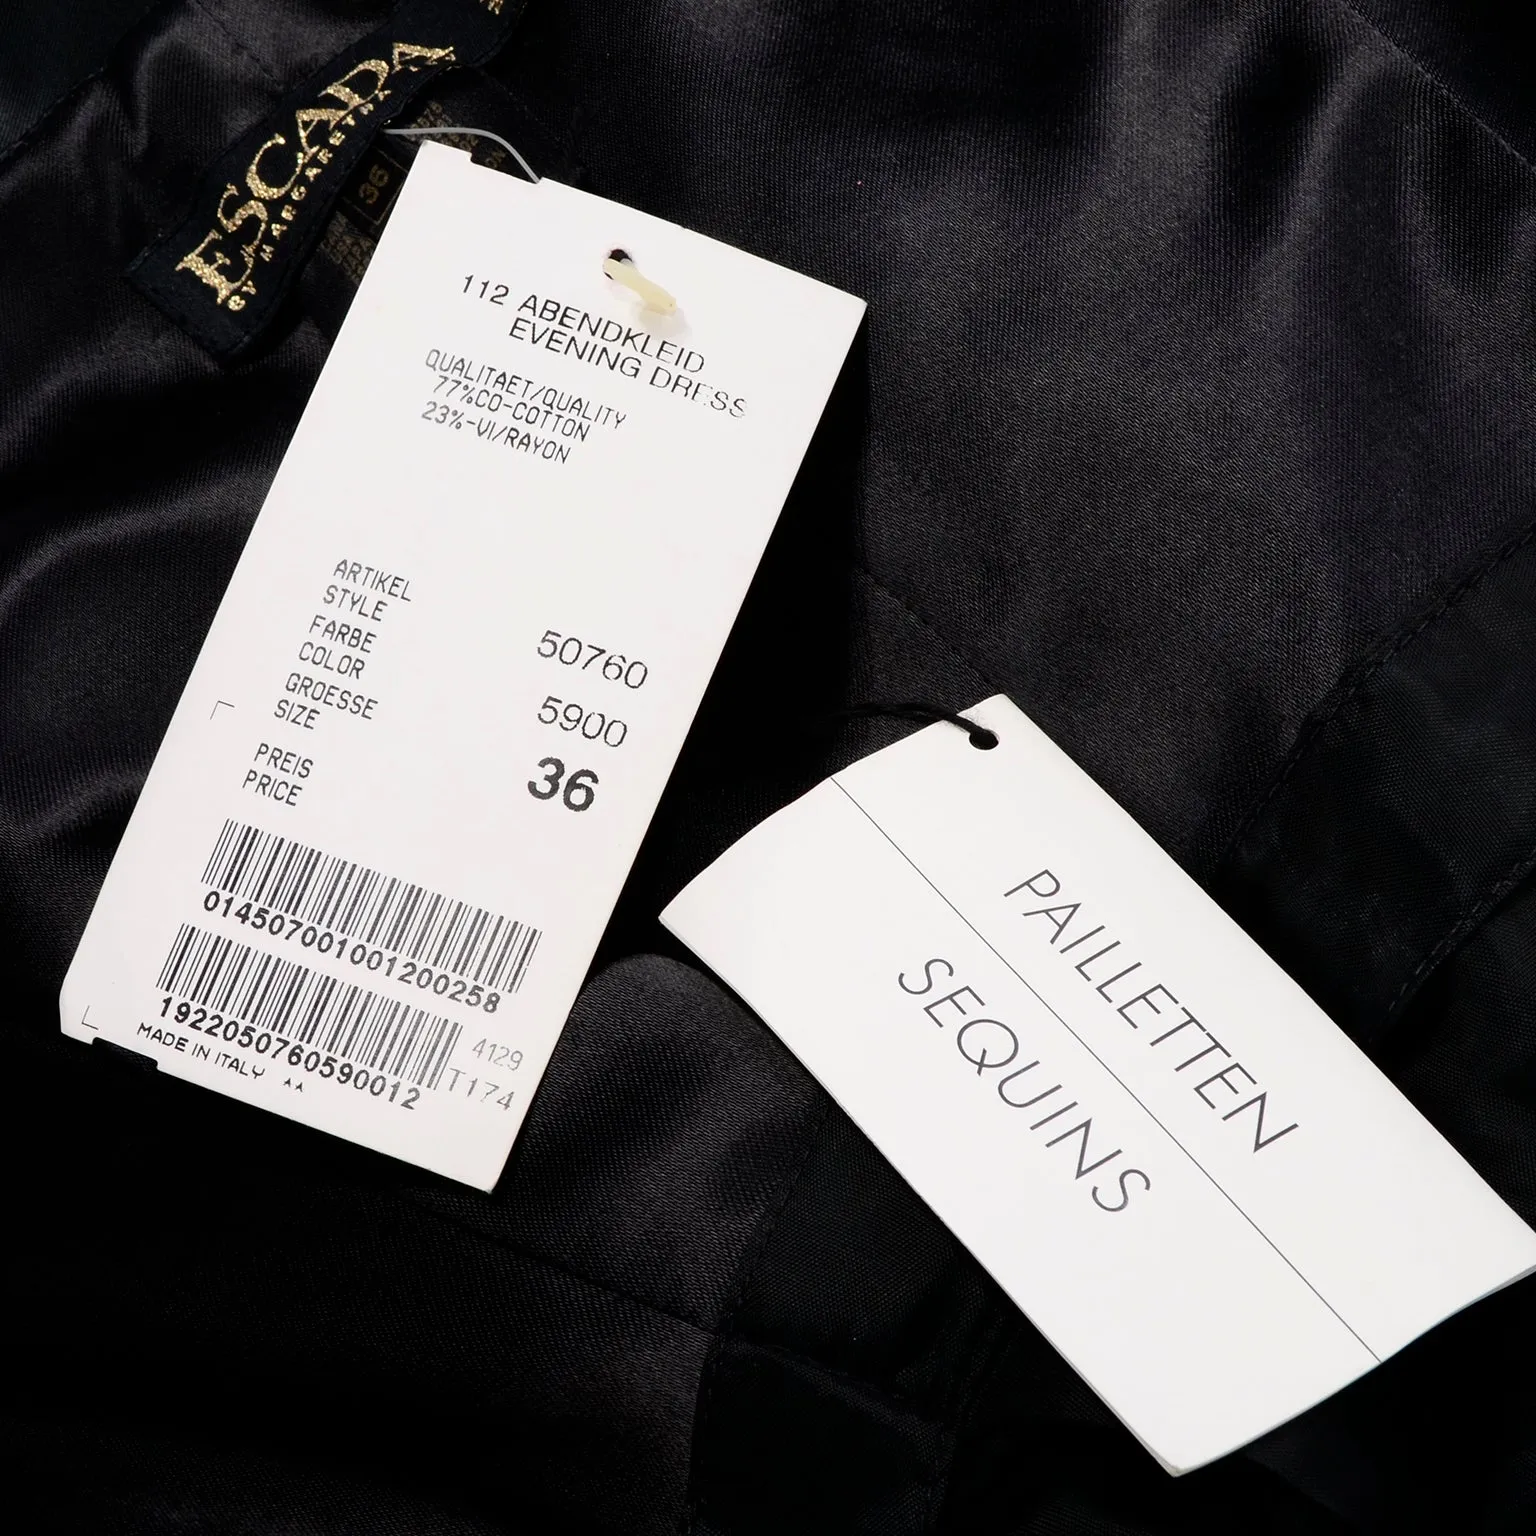 ESCADA
BY MARGARETHA
36
112 ABENDKLEID
EVENING DRESS
QUALITAET/QUALITY
77%CO-COTTON
23%-VI/RAYON
ARTIKEL
STYLE
50760
FARBE
COLOR
5900
GROESSE
SIZE
36
PREIS
PRICE
014507001001200258
1922050760590012
4129
T174
MADE IN ITALY **
PAILLETTEN
SEQUINS